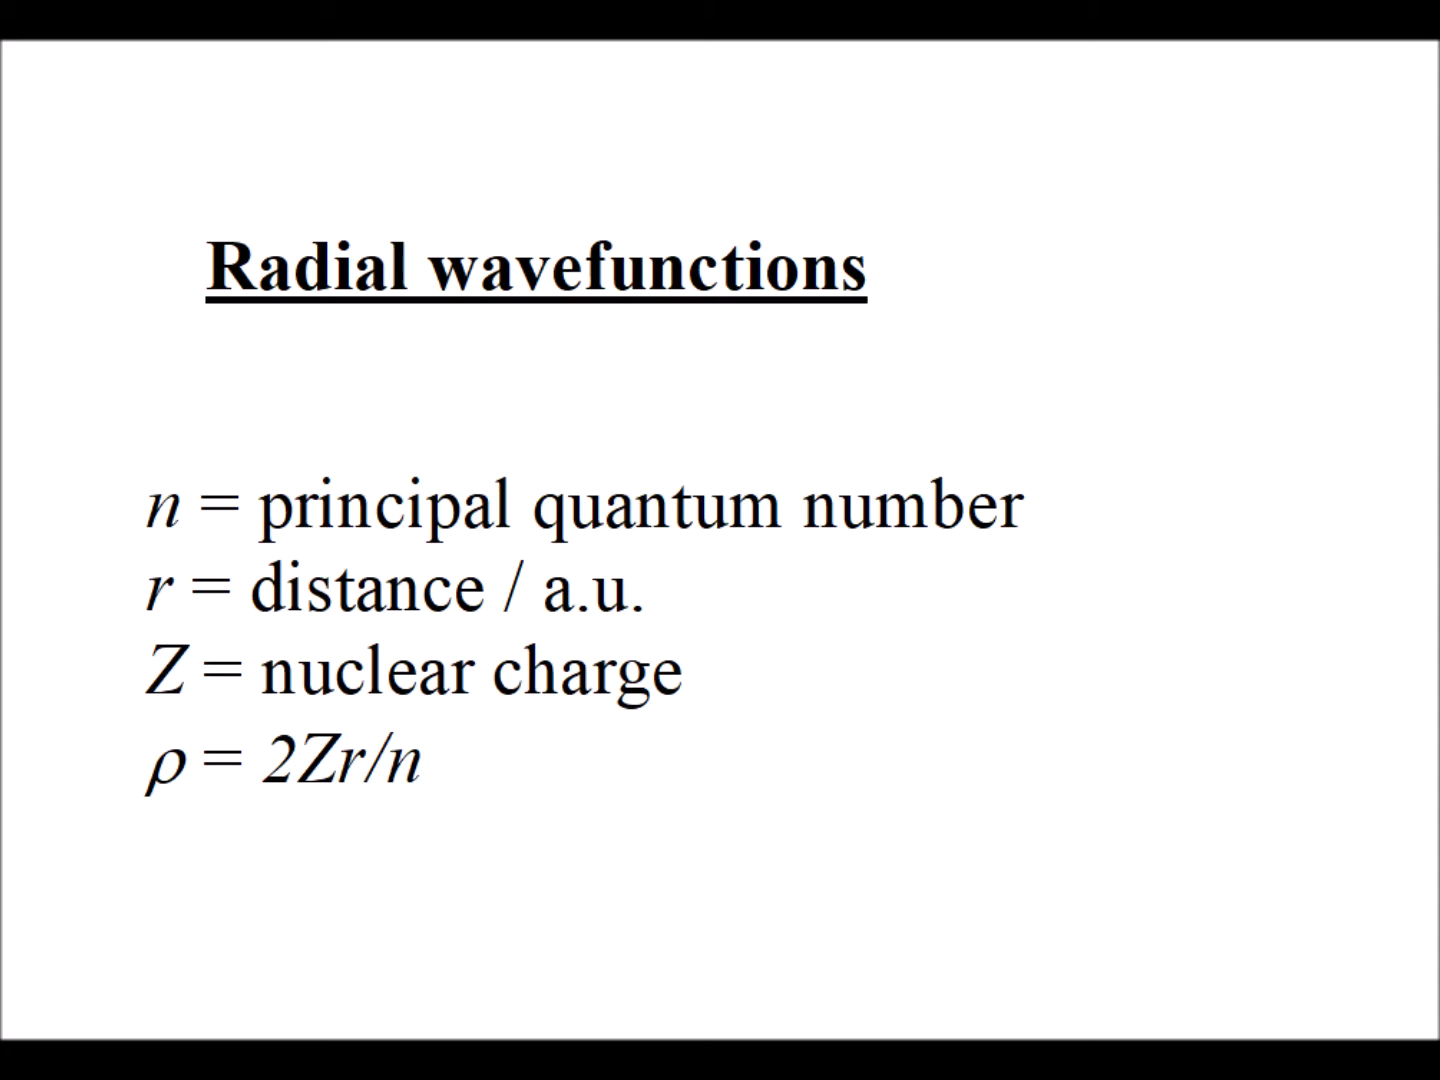 Radial wavefunctions
n = principal quantum number
r = distance / a.u.
Z = nuclear charge
ρ = 2Zr/n